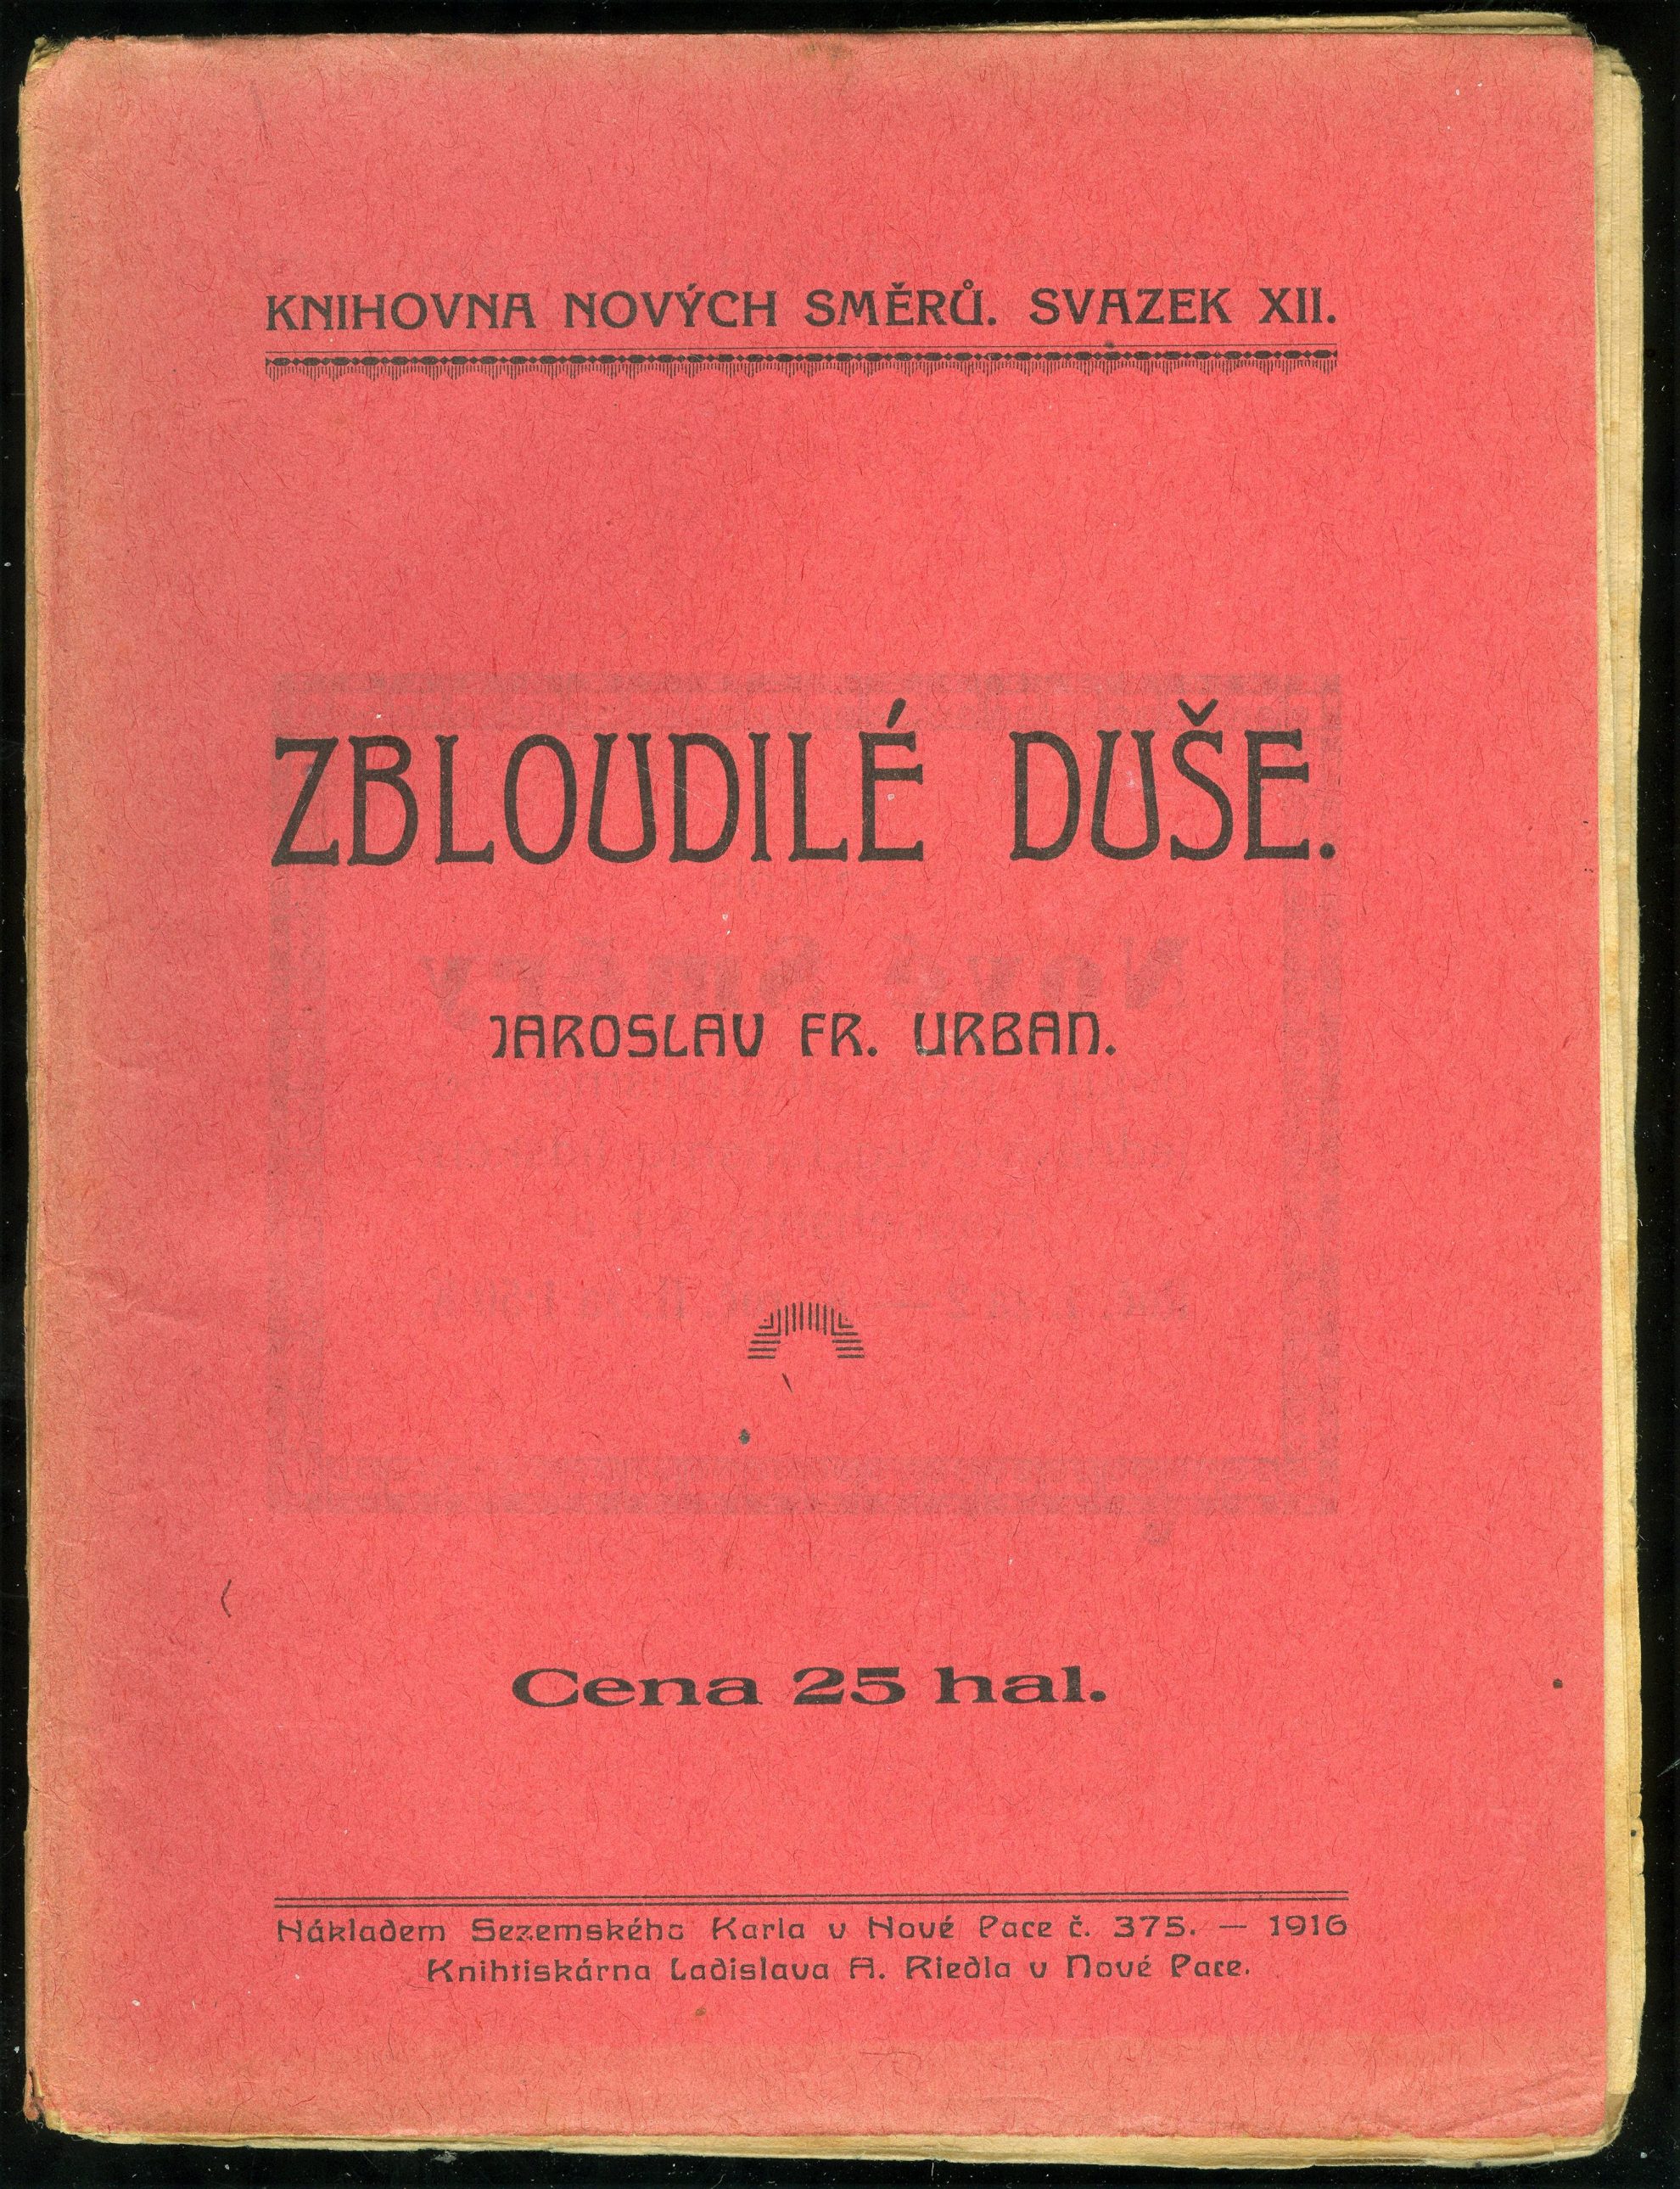 KNIHOVNA NOVÝCH SMĚRŮ. SVAZEK XII.
ZBLOUDILÉ DUŠE.
JAROSLAV FR. URBAN.
Cena 25 hal.
Nákladem Sezemského Karla v Nové Pace č. 375. — 1916
Knihtiskárna Ladislava A. Riedla v Nové Pace.